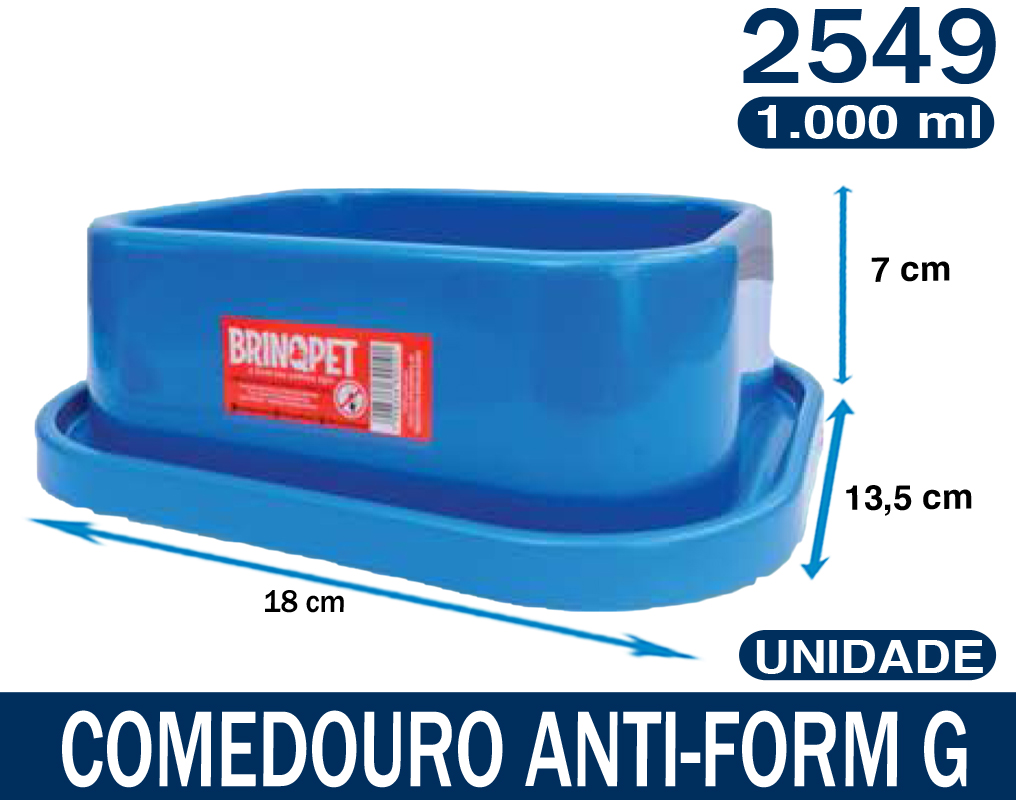 2549
1.000 ml
7 cm
BRINQPET
13,5 cm
18 cm
UNIDADE
COMEDOURO ANTI-FORM G